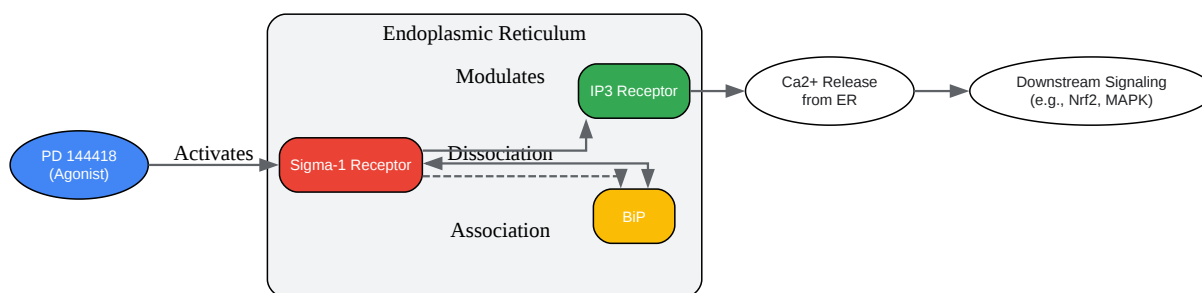 Endoplasmic Reticulum
Modulates
IP3 Receptor
Ca2+ Release
from ER
Downstream Signaling
(e.g., Nrf2, MAPK)
PD 144418
(Agonist)
Activates
Sigma-1 Receptor
Dissociation
BiP
Association